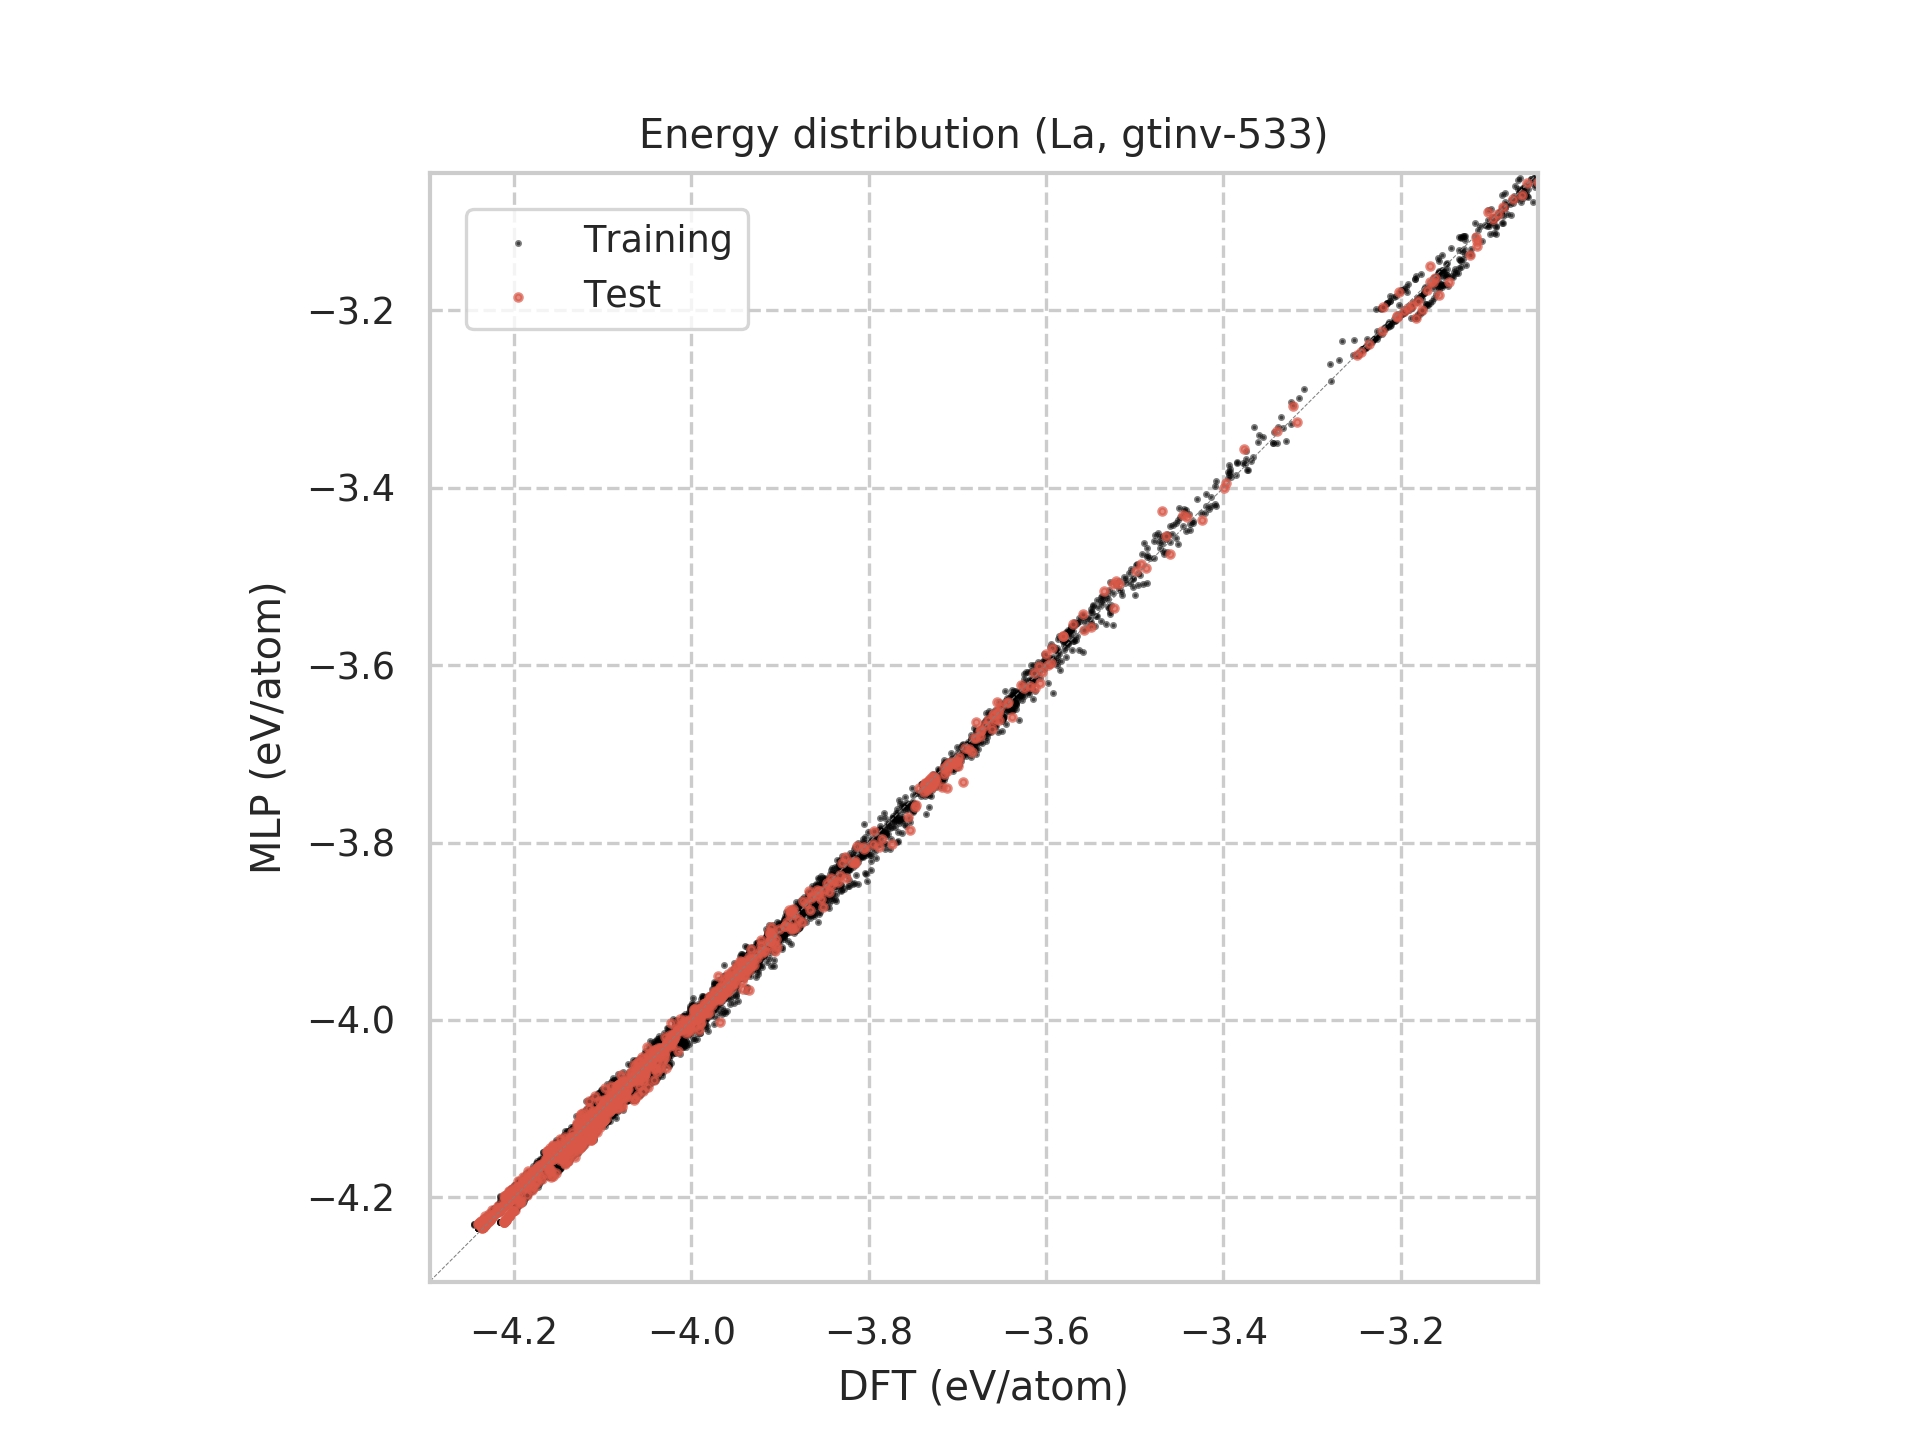 Energy distribution (La, gtinv-533)
Training
Test
−3.2
−3.4
−3.6
−3.8
−4.0
−4.2
MLP (eV/atom)
−4.2 −4.0 −3.8 −3.6 −3.4 −3.2
DFT (eV/atom)